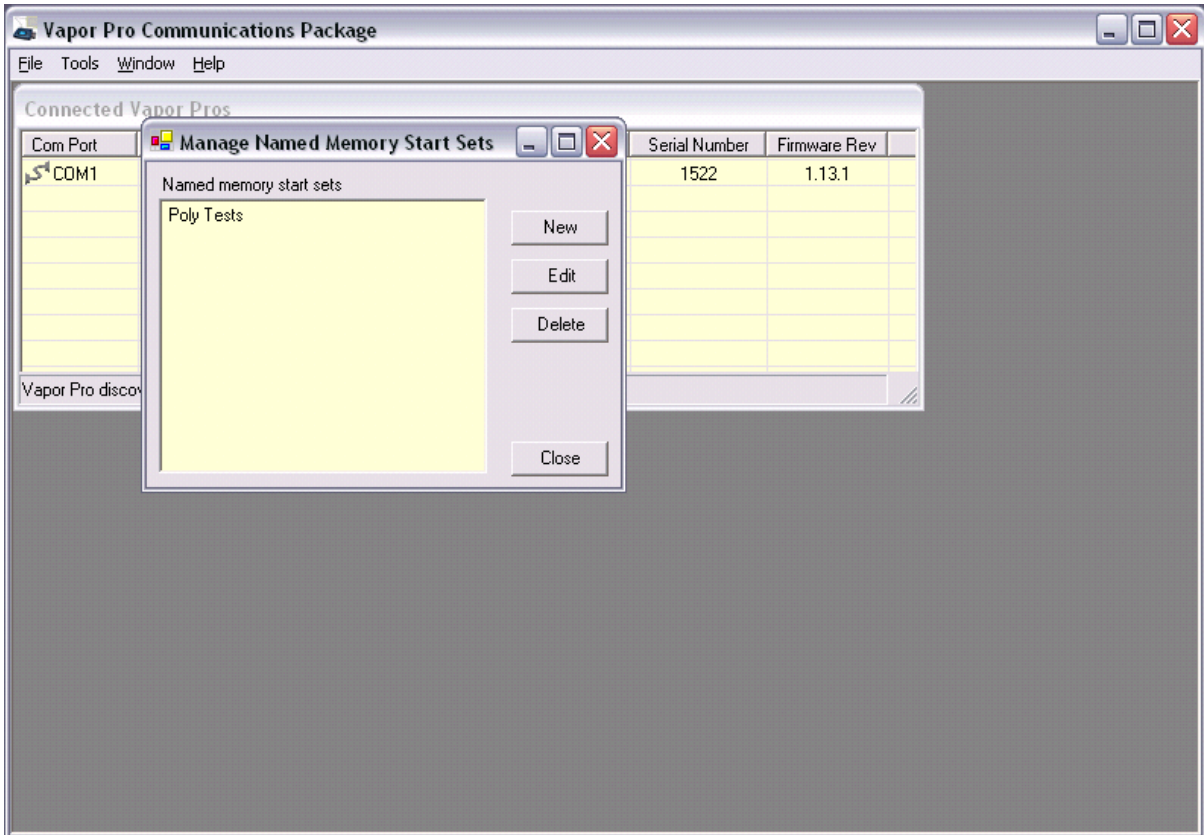 Vapor Pro Communications Package
File Tools Window Help
Connected Vapor Pros
Com Port Serial Number Firmware Rev
COM1 1522 1.13.1
Vapor Pro disco
Manage Named Memory Start Sets
Named memory start sets
Poly Tests
New
Edit
Delete
Close